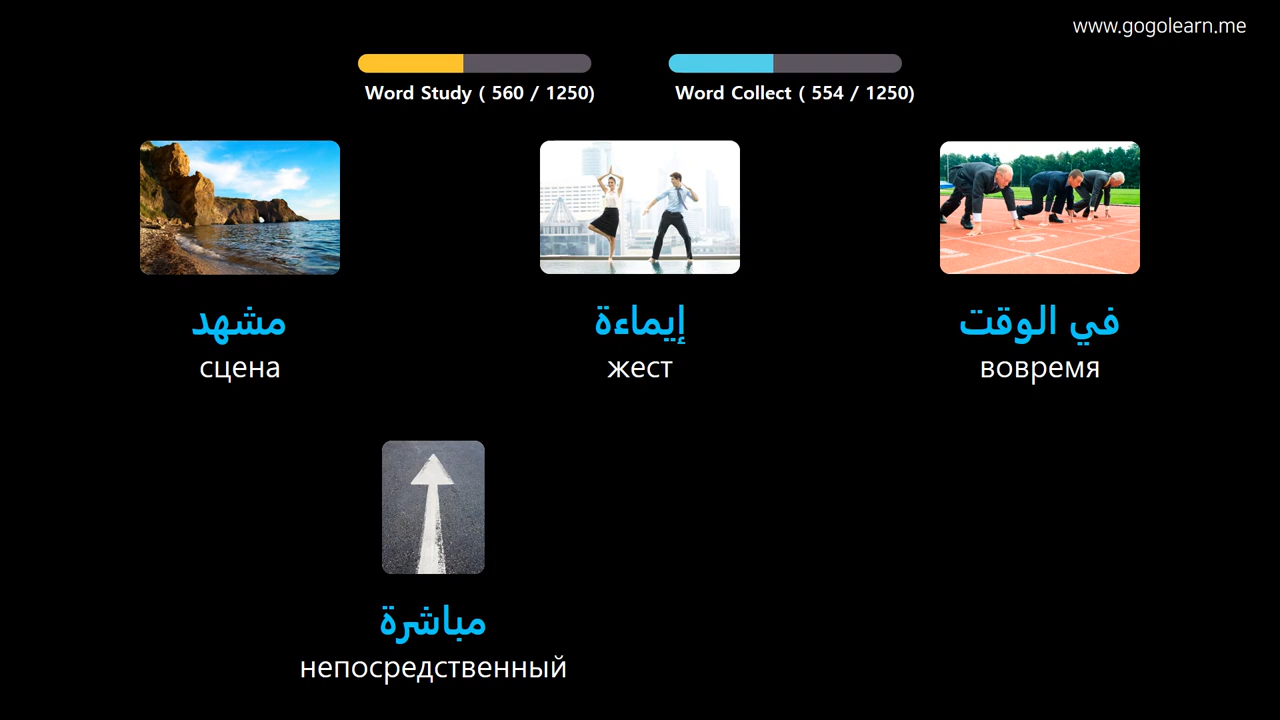 www.gogolearn.me
Word Study ( 560 / 1250)
Word Collect ( 554 / 1250)
مشهد
сцена
إيماءة
жест
في الوقت
вовремя
مباشرة
непосредственный